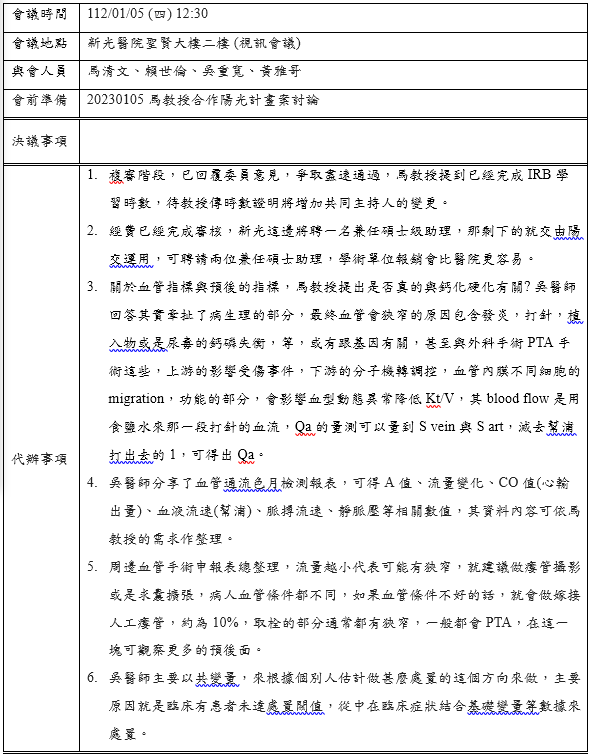 會議時間 112/01/05 (四) 12:30
會議地點 新光醫院聖賢大樓二樓 (視訊會議)
與會人員 馬清文、賴世倫、吳重寬、黃雅哥
會前準備 20230105 馬教授合作陽光計畫案討論
決議事項
代辦事項
1. 複審階段，已回覆委員意見，爭取盡速通過，馬教授提到已經完成 IRB 學
習時數，待教授傳時數證明將增加共同主持人的變更。
2. 經費已經完成審核，新光這邊將聘一名兼任碩士級助理，那剩下的就交由陽
交運用，可聘請兩位兼任碩士助理，學術單位報銷會比醫院更容易。
3. 關於血管指標與預後的指標，馬教授提出是否真的與鈣化硬化有關? 吳醫師
回答其實牽扯了病生理的部分，最終血管會狹窄的原因包含發炎，打針，植
入物或是尿毒的鈣磷失衡，等，或有跟基因有關，甚至與外科手術 PTA 手
術這些，上游的影響受傷事件，下游的分子機轉調控，血管內膜不同細胞的
migration，功能的部分，會影響血型動態異常降低 Kt/V，其 blood flow 是用
食鹽水來那一段打針的血流，Qa 的量測可以量到 S vein 與 S art，減去幫浦
打出去的 1，可得出 Qa。
4. 吳醫師分享了血管通流色月檢測報表，可得 A 值、流量變化、CO 值(心輸
出量)、血液流速(幫浦)、脈搏流速、靜脈壓等相關數值，其資料內容可依馬
教授的需求作整理。
5. 周邊血管手術申報表總整理，流量越小代表可能有狹窄，就建議做瘻管攝影
或是求囊擴張，病人血管條件都不同，如果血管條件不好的話，就會做嫁接
人工瘻管，約為 10%，取栓的部分通常都有狹窄，一般都會 PTA，在這一
塊可觀察更多的預後面。
6. 吳醫師主要以共變量，來根據個別人估計做甚麼處置的這個方向來做，主要
原因就是臨床有患者未達處置閥值，從中在臨床症狀結合基礎變量等數據來
處置。